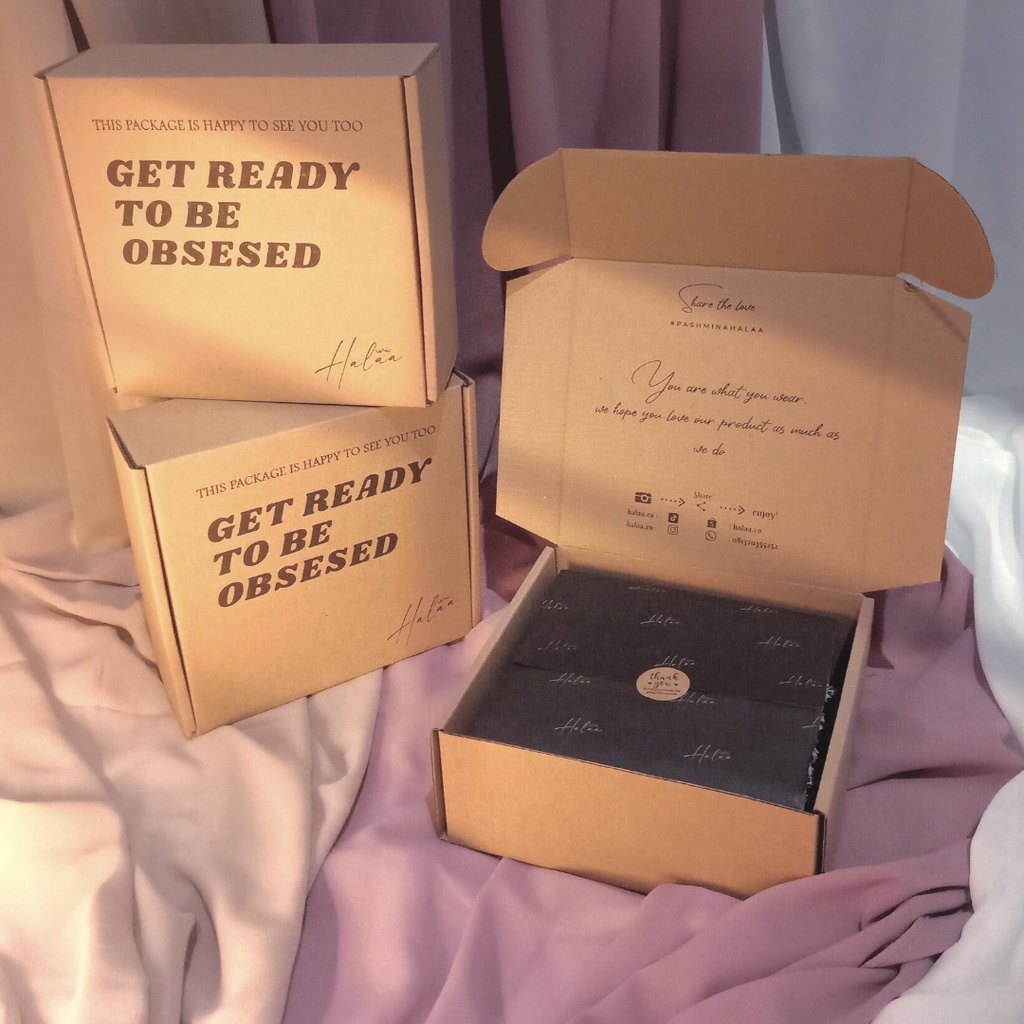 THIS PACKAGE IS HAPPY TO SEE YOU TOO
GET READY
TO BE
OBSESED
Halaa
THIS PACKAGE IS HAPPY TO SEE YOU TOO
GET READY
TO BE
OBSESED
Halaa
Share the love
#PASHMINAHALAA
You are what you wear,
we hope you love our product as much as
we do
Share
enjoy!
halaa.co : : halaa.co
halaa.co :
Halaa
Halaa
Halaa
Halaa
Halaa
Halaa
Halaa
thank
you
Halaa
Halaa
Halaa